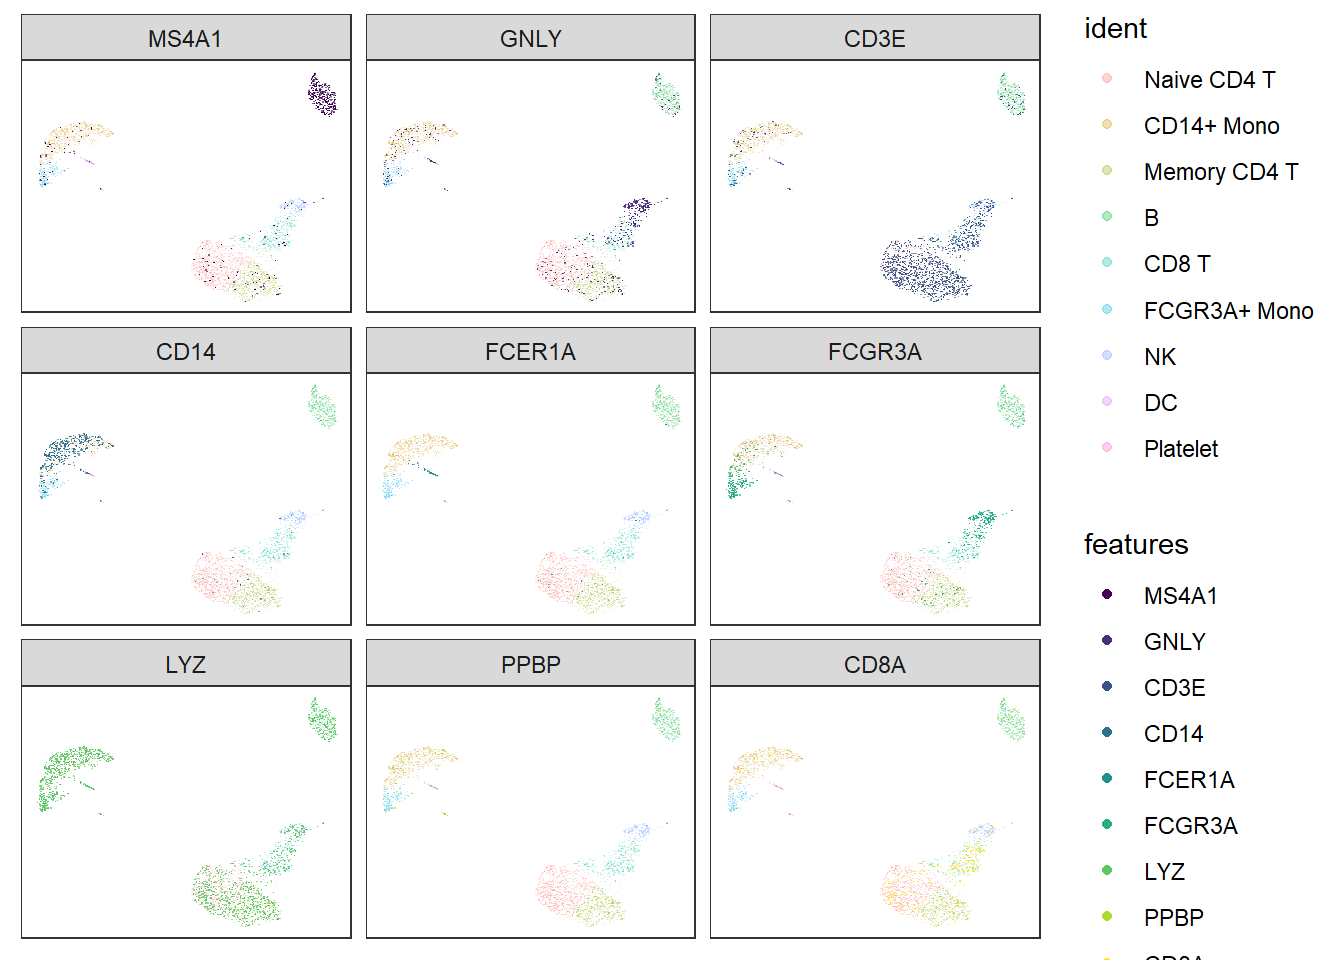 MS4A1
GNLY
CD3E
CD14
FCER1A
FCGR3A
LYZ
PPBP
CD8A
ident
Naive CD4 T
CD14+ Mono
Memory CD4 T
B
CD8 T
FCGR3A+ Mono
NK
DC
Platelet
features
MS4A1
GNLY
CD3E
CD14
FCER1A
FCGR3A
LYZ
PPBP
CD8A